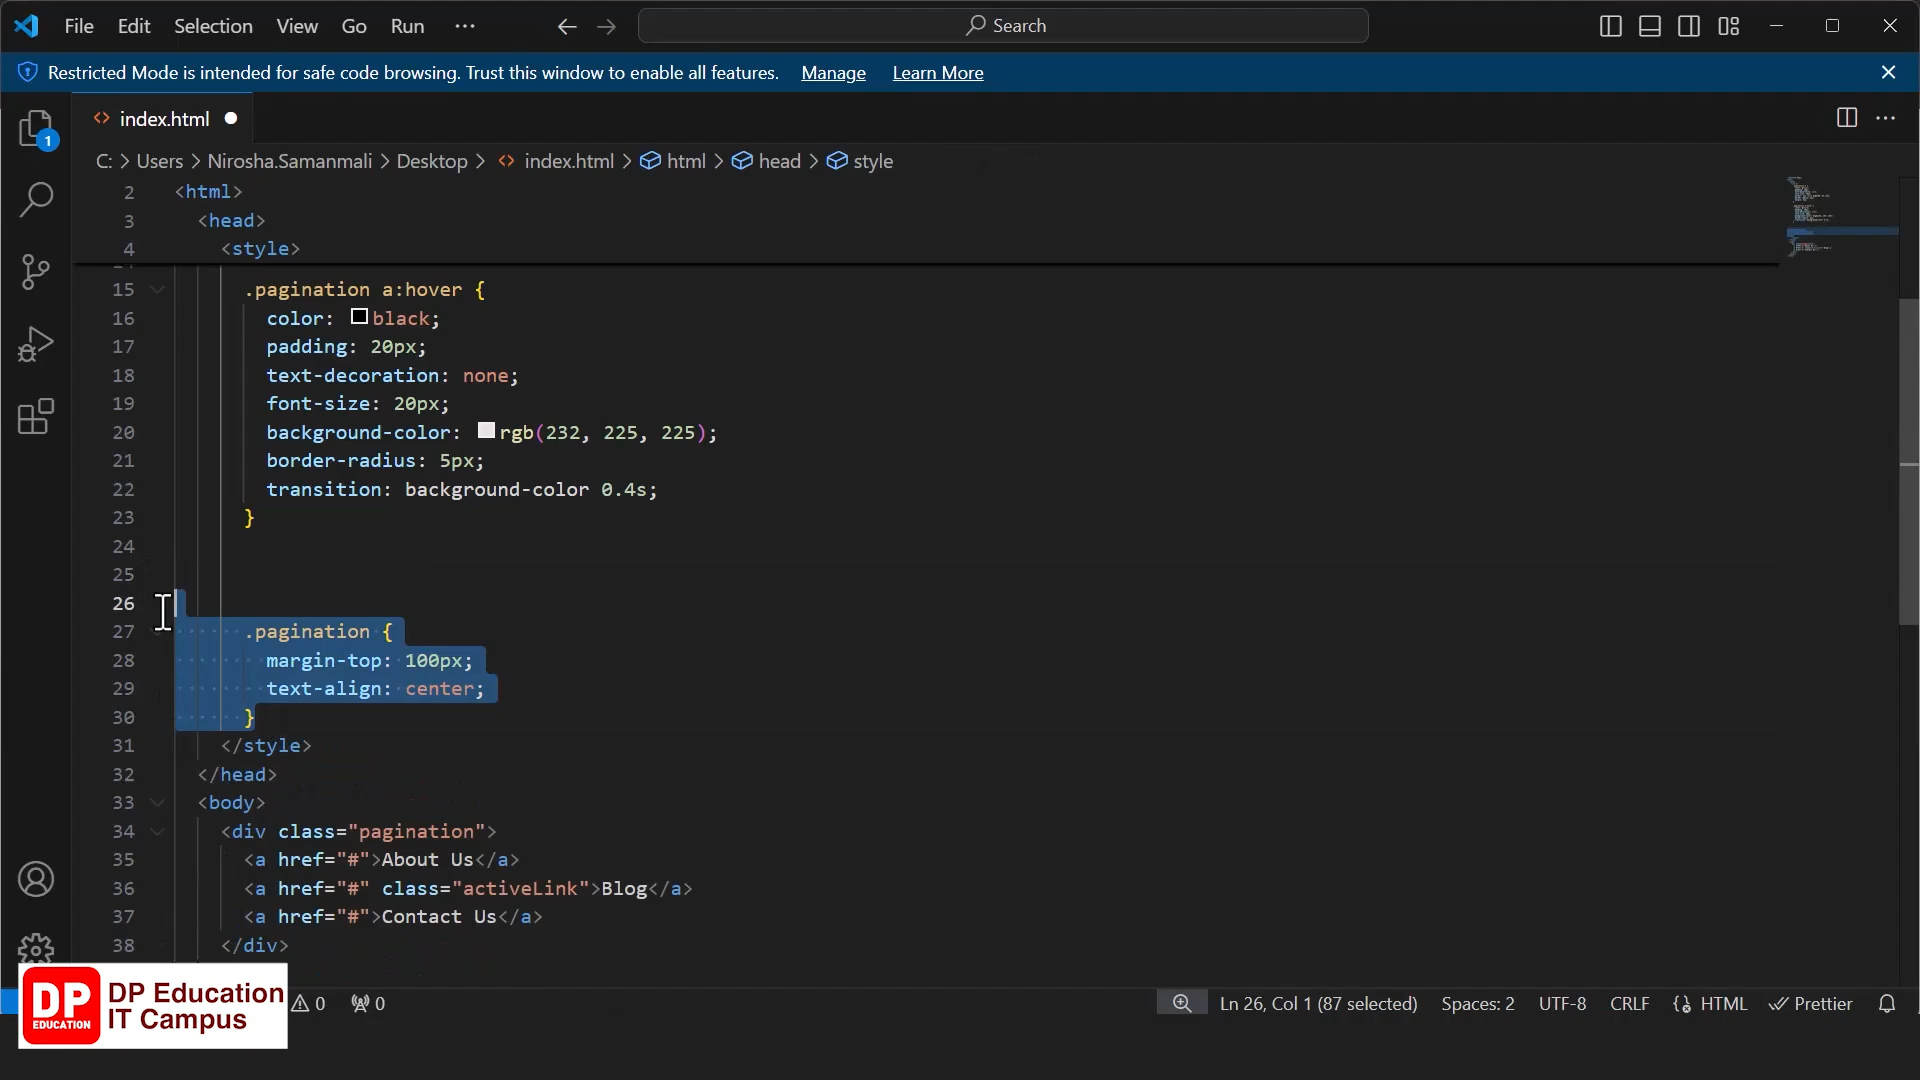 File Edit Selection View Go Run ··· Search
Restricted Mode is intended for safe code browsing. Trust this window to enable all features. Manage Learn More
1
index.html
C: > Users > Nirosha.Samanmali > Desktop > index.html > html > head > style
2 <html>
3 <head>
4 <style>
15 .pagination a:hover {
16 color: black;
17 padding: 20px;
18 text-decoration: none;
19 font-size: 20px;
20 background-color: rgb(232, 225, 225);
21 border-radius: 5px;
22 transition: background-color 0.4s;
23 }
24
25
26
27 .pagination {
28 margin-top: 100px;
29 text-align: center;
30 }
31 </style>
32 </head>
33 <body>
34 <div class="pagination">
35 <a href="#">About Us</a>
36 <a href="#" class="activeLink">Blog</a>
37 <a href="#">Contact Us</a>
38 </div>
DP EDUCATION
DP Education
IT Campus
0 0 Ln 26, Col 1 (87 selected) Spaces: 2 UTF-8 CRLF HTML Prettier